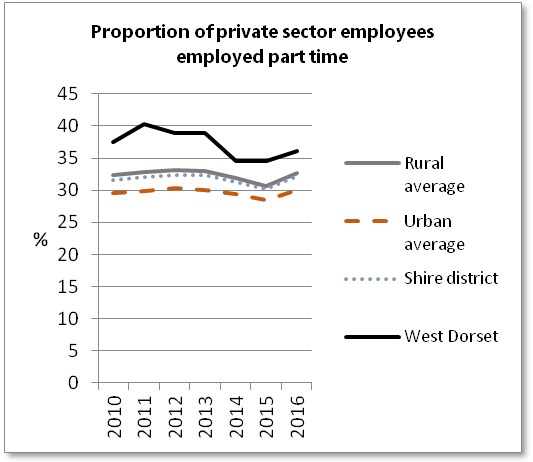 Proportion of private sector employees
employed part time
45
40
35
30
25
20
15
10
5
0
%
2010
2011
2012
2013
2014
2015
2016
Rural
average
Urban
average
Shire district
West Dorset